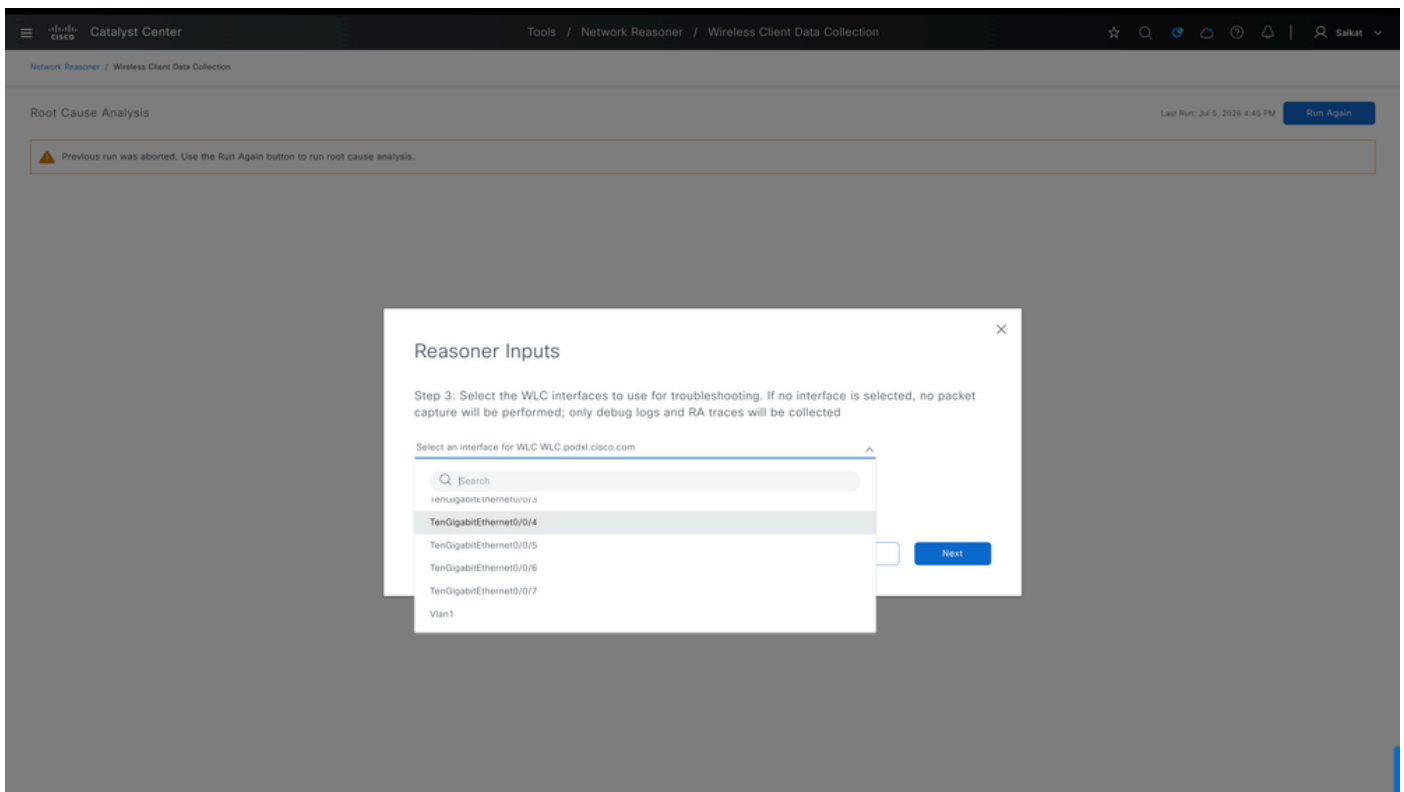 cisco Catalyst Center
Tools / Network Reasoner / Wireless Client Data Collection
Saikat
Network Reasoner / Wireless Client Data Collection
Root Cause Analysis
Last Run: Jul 5, 2026 4:45 PM
Run Again
Previous run was aborted. Use the Run Again button to run root cause analysis.
Reasoner Inputs
Step 3: Select the WLC interfaces to use for troubleshooting. If no interface is selected, no packet
capture will be performed; only debug logs and RA traces will be collected
Select an interface for WLC WLC.podxl.cisco.com
Search
TenGigabitEthernet0/0/3
TenGigabitEthernet0/0/4
TenGigabitEthernet0/0/5
TenGigabitEthernet0/0/6
Next
TenGigabitEthernet0/0/7
Vlan1